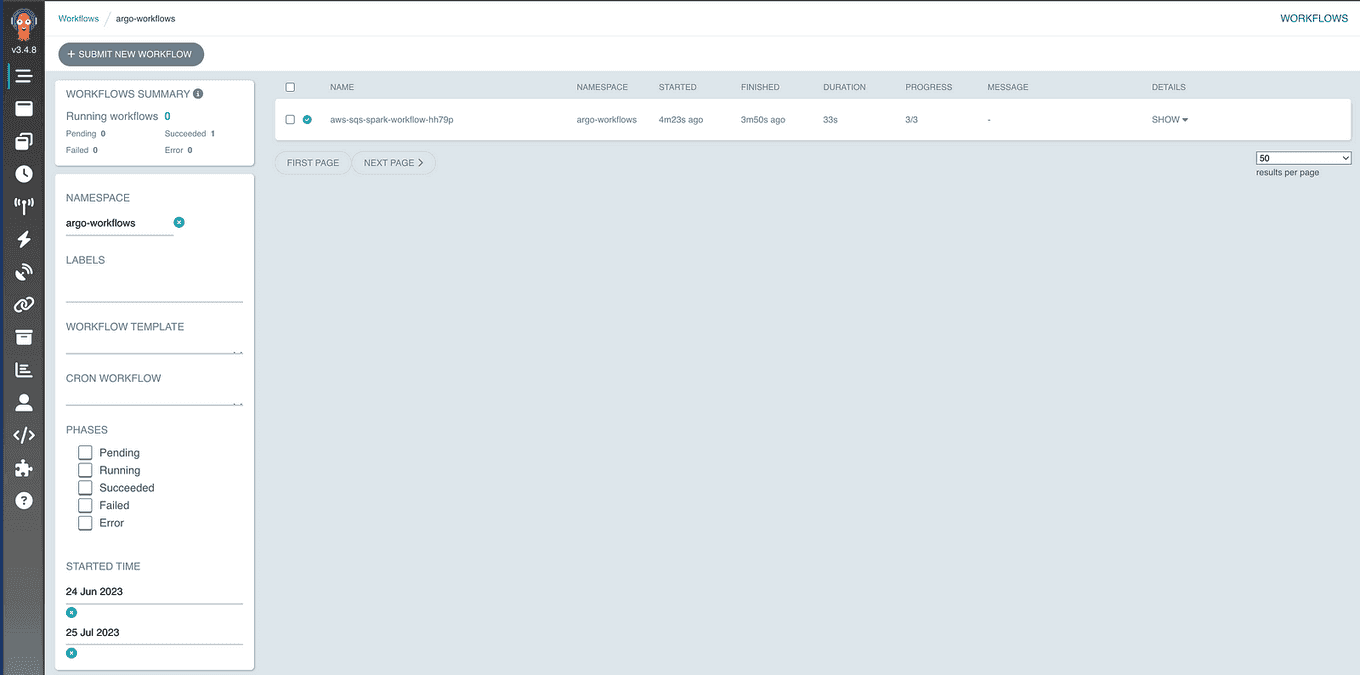 v3.4.8
Workflows / argo-workflows
WORKFLOWS
+ SUBMIT NEW WORKFLOW
WORKFLOWS SUMMARY
Running workflows 0
Pending 0 Succeeded 1
Failed 0 Error 0
NAMESPACE
argo-workflows
LABELS
WORKFLOW TEMPLATE
CRON WORKFLOW
PHASES
Pending
Running
Succeeded
Failed
Error
STARTED TIME
24 Jun 2023
25 Jul 2023
NAME NAMESPACE STARTED FINISHED DURATION PROGRESS MESSAGE DETAILS
aws-sqs-spark-workflow-hh79p argo-workflows 4m23s ago 3m50s ago 33s 3/3 - SHOW
FIRST PAGE NEXT PAGE
50
results per page